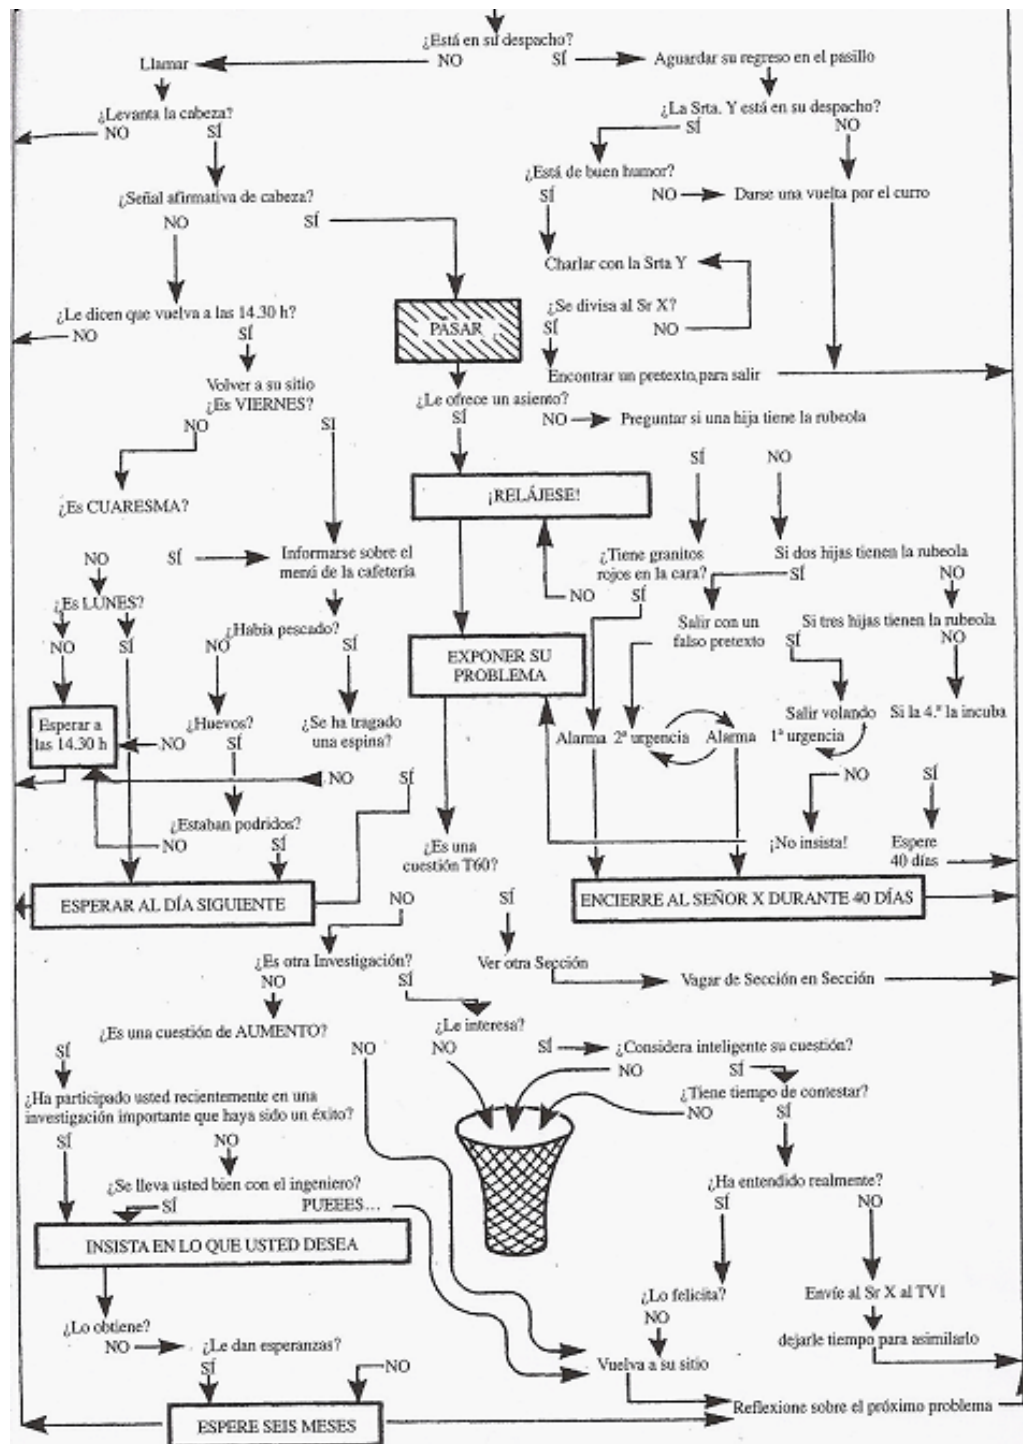 ¿Está en su despacho?
NO
SÍ
Llamar
Aguardar su regreso en el pasillo
¿Levanta la cabeza?
NO
SÍ
¿La Srta. Y está en su despacho?
SÍ
NO
¿Señal afirmativa de cabeza?
NO
SÍ
¿Está de buen humor?
SÍ
NO
Darse una vuelta por el curro
Charlar con la Srta Y
¿Le dicen que vuelva a las 14.30 h?
NO
SÍ
PASAR
¿Se divisa al Sr X?
SÍ
NO
Volver a su sitio
¿Es VIERNES?
NO
SI
Encontrar un pretexto, para salir
¿Le ofrece un asiento?
SÍ
NO
Preguntar si una hija tiene la rubeola
SÍ
NO
¿Es CUARESMA?
NO
SÍ
¡RELÁJESE!
Informarse sobre el
menú de la cafetería
¿Tiene granitos
rojos en la cara?
NO
SÍ
Si dos hijas tienen la rubeola
SÍ
NO
¿Es LUNES?
NO
SÍ
¿Había pescado?
NO
SÍ
EXPONER SU
PROBLEMA
Salir con un
falso pretexto
Si tres hijas tienen la rubeola
SÍ
NO
Esperar a
las 14.30 h
¿Huevos?
NO
SÍ
¿Se ha tragado
una espina?
NO
SÍ
Alarma
2ª urgencia
Alarma
Salir volando
1ª urgencia
Si la 4.ª la incuba
NO
SÍ
¿Estaban podridos?
NO
SÍ
¿Es una
cuestión T60?
NO
SÍ
¡No insista!
Espere
40 días
ESPERAR AL DÍA SIGUIENTE
ENCIERRE AL SEÑOR X DURANTE 40 DÍAS
¿Es otra Investigación?
NO
SÍ
Ver otra Sección
Vagar de Sección en Sección
¿Es una cuestión de AUMENTO?
SÍ
NO
¿Le interesa?
NO
SÍ
¿Considera inteligente su cuestión?
NO
SÍ
¿Ha participado usted recientemente en una
investigación importante que haya sido un éxito?
SÍ
NO
¿Tiene tiempo de contestar?
NO
SÍ
¿Se lleva usted bien con el ingeniero?
SÍ
PUEEES...
¿Ha entendido realmente?
SÍ
NO
INSISTA EN LO QUE USTED DESEA
¿Lo felicita?
NO
Envíe al Sr X al TV1
¿Lo obtiene?
NO
¿Le dan esperanzas?
SÍ
NO
Vuelva a su sitio
dejarle tiempo para asimilarlo
ESPERE SEIS MESES
Reflexione sobre el próximo problema